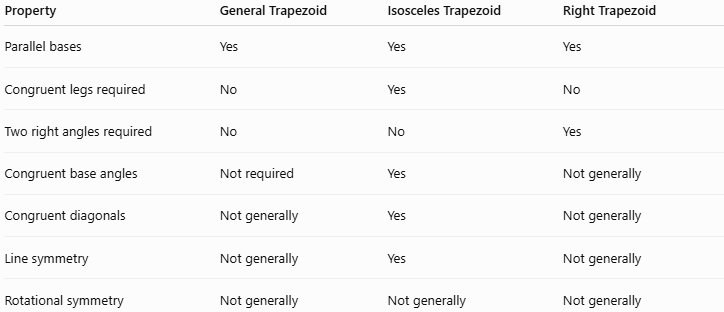 Property General Trapezoid Isosceles Trapezoid Right Trapezoid
Parallel bases Yes Yes Yes
Congruent legs required No Yes No
Two right angles required No No Yes
Congruent base angles Not required Yes Not generally
Congruent diagonals Not generally Yes Not generally
Line symmetry Not generally Yes Not generally
Rotational symmetry Not generally Not generally Not generally